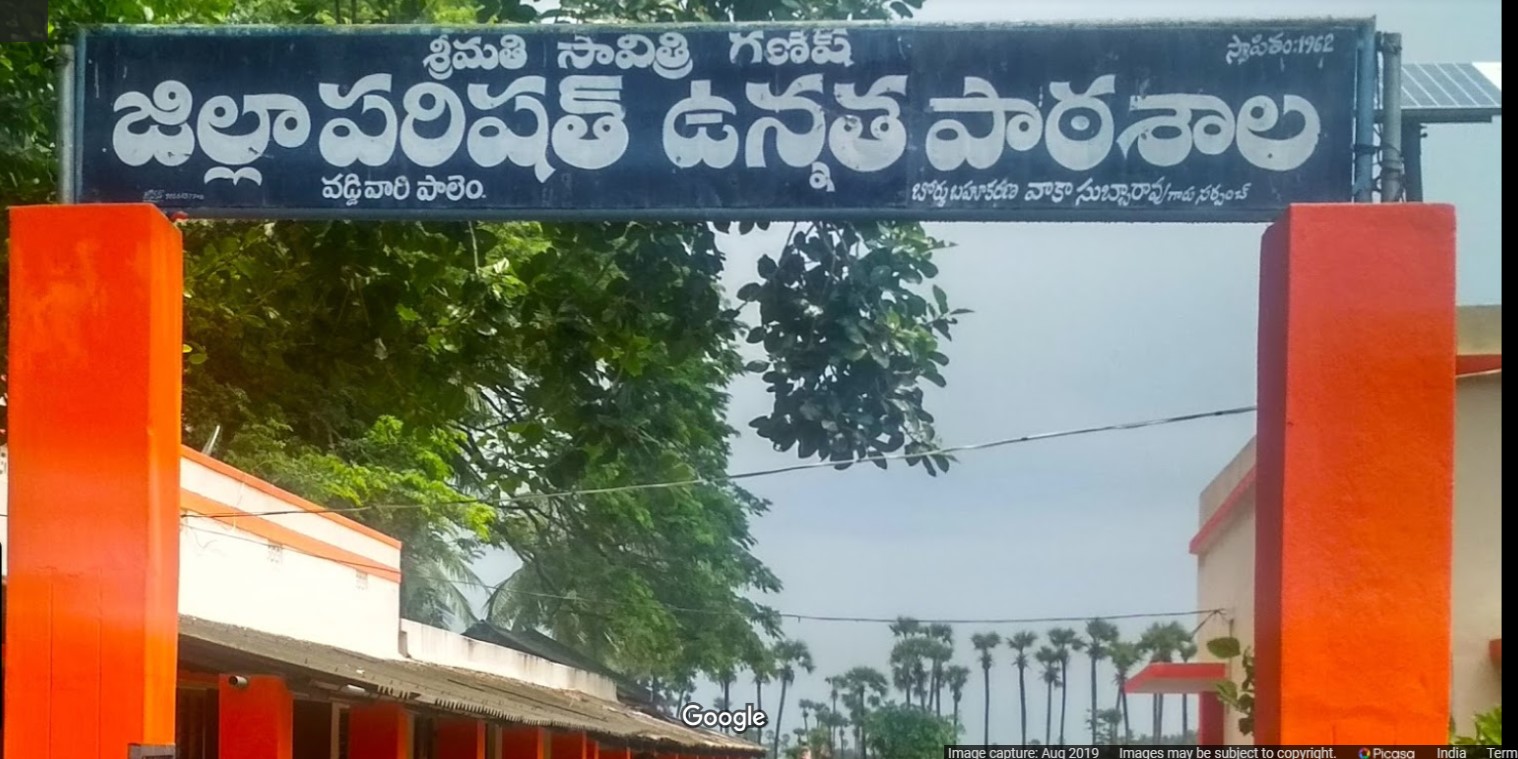 శ్రీమతి సావిత్రి గణేష్
స్థాపితం:1962
జిల్లా పరిషత్ ఉన్నత పాఠశాల
వడ్డివారి పాలెం.
బోర్డు బహూకరణ వాకా సుబ్బారావు/గారు సర్పంచ్
Google
Image capture: Aug 2019 Images may be subject to copyright. Picasa India Term